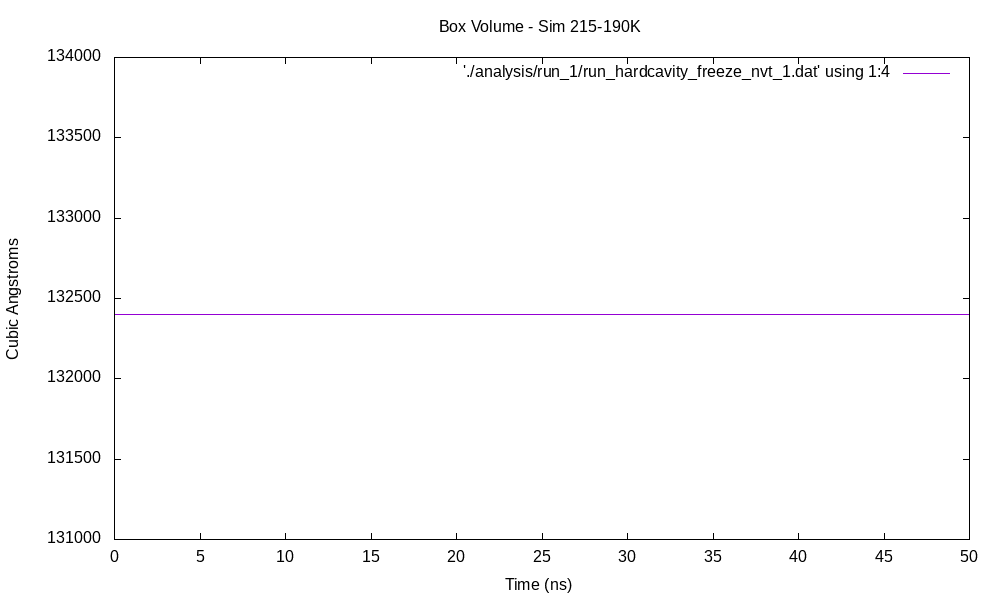 Box Volume - Sim 215-190K
'./analysis/run_1/run_hardcavity_freeze_nvt_1.dat' using 1:4
134000
133500
133000
132500
132000
131500
131000
Cubic Angstroms
0 5 10 15 20 25 30 35 40 45 50
Time (ns)